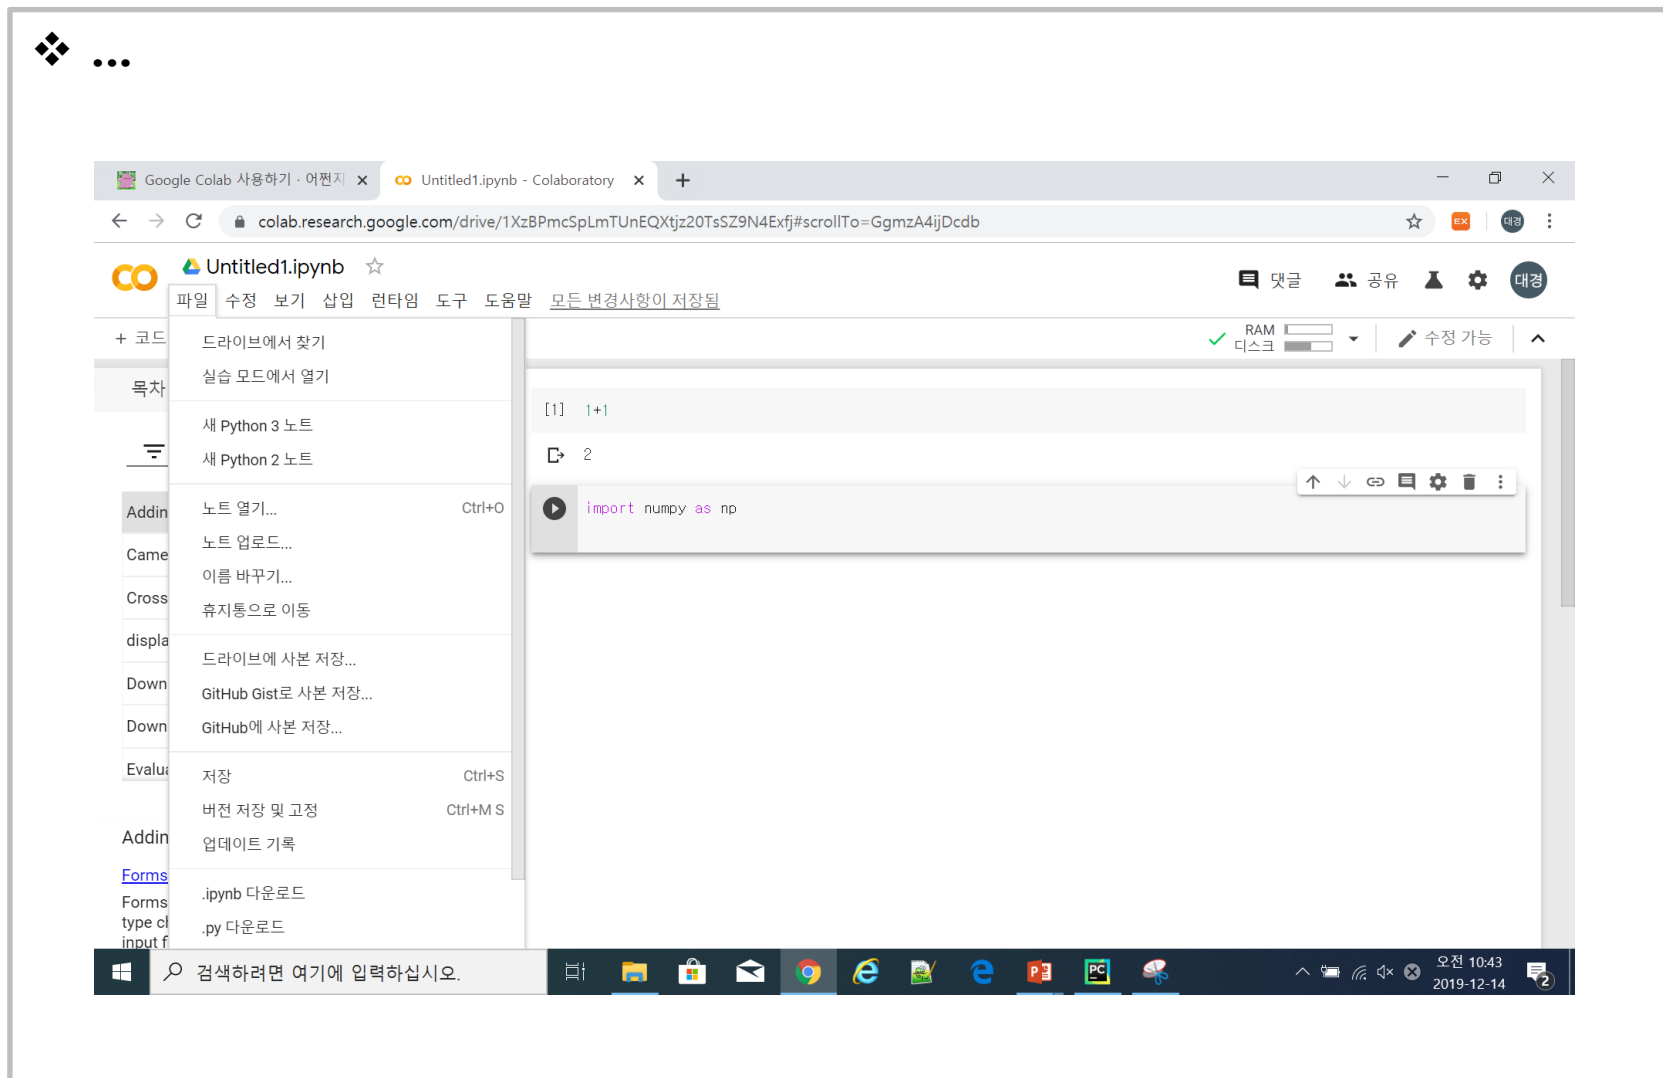 ❖ ...
Google Colab 사용하기 · 어쩐지
Untitled1.ipynb - Colaboratory
colab.research.google.com/drive/1XzBPmcSpLmTUnEQXtjz20TsSZ9N4Exfj#scrollTo=GgmzA4ijDcdb
EX
대경
CO
Untitled1.ipynb
댓글 공유 대경
파일 수정 보기 삽입 런타임 도구 도움말 모든 변경사항이 저장됨
+ 코드
RAM
디스크
수정 가능
목차
드라이브에서 찾기
실습 모드에서 열기
새 Python 3 노트
새 Python 2 노트
노트 열기... Ctrl+O
노트 업로드...
이름 바꾸기...
휴지통으로 이동
드라이브에 사본 저장...
GitHub Gist로 사본 저장...
GitHub에 사본 저장...
저장 Ctrl+S
버전 저장 및 고정 Ctrl+M S
업데이트 기록
.ipynb 다운로드
.py 다운로드
Addin
Came
Cross
displa
Down
Down
Evalua
Addin
Forms
Forms
type cl
input f
[1] 1+1
2
import numpy as np
검색하려면 여기에 입력하십시오.
PC
오전 10:43
2019-12-14
2